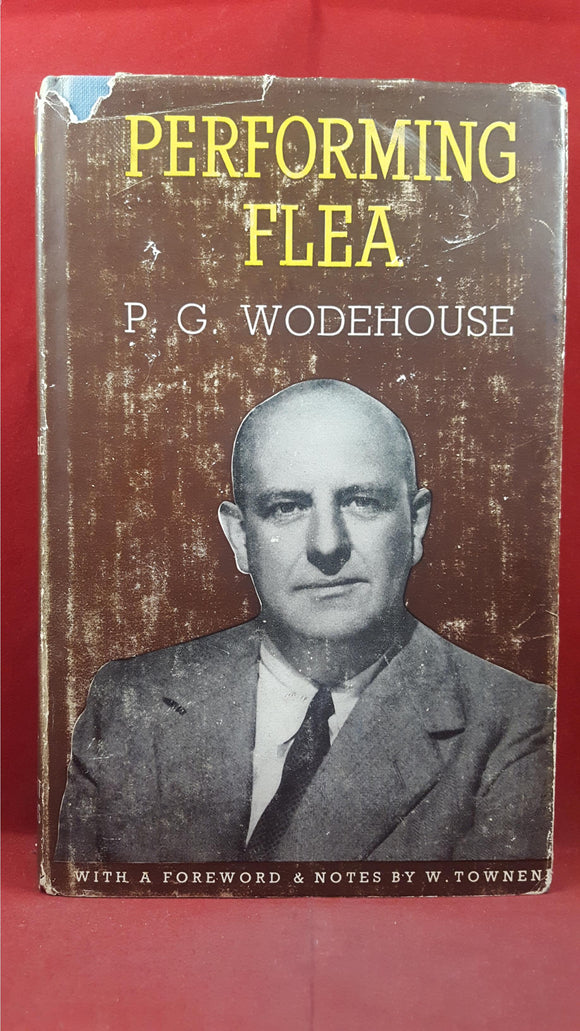 PERFORMING
FLEA
P. G. WODEHOUSE
WITH A FOREWORD & NOTES BY W. TOWNEN